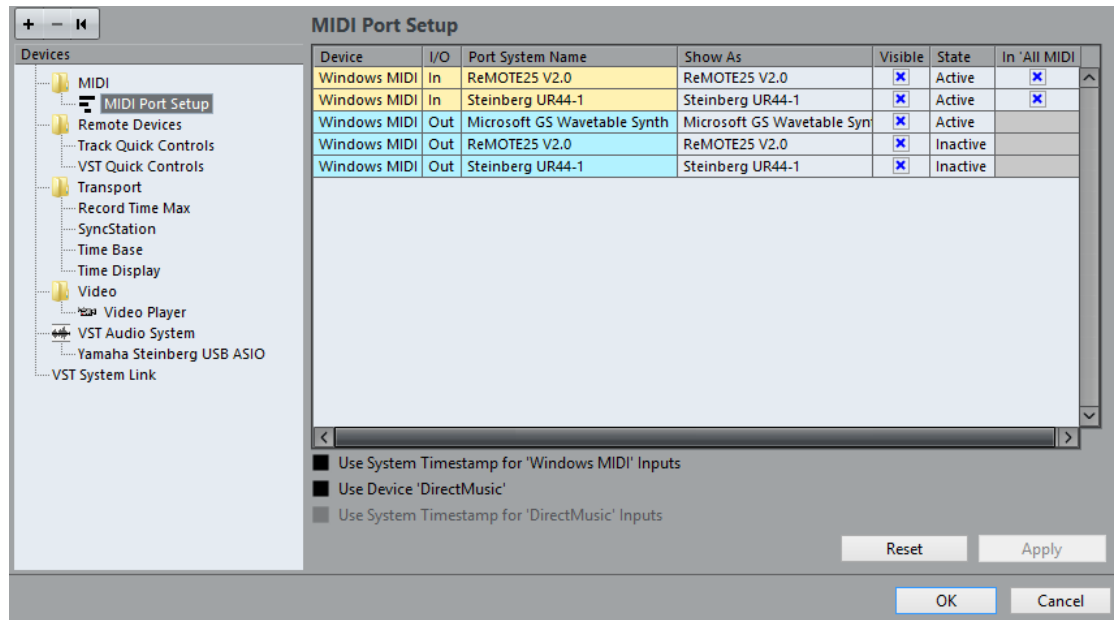 MIDI Port Setup
Devices
MIDI
MIDI Port Setup
Remote Devices
Track Quick Controls
VST Quick Controls
Transport
Record Time Max
SyncStation
Time Base
Time Display
Video
Video Player
VST Audio System
Yamaha Steinberg USB ASIO
VST System Link
Device I/O Port System Name Show As Visible State In 'All MIDI
Windows MIDI In ReMOTE25 V2.0 ReMOTE25 V2.0 Active
Windows MIDI In Steinberg UR44-1 Steinberg UR44-1 Active
Windows MIDI Out Microsoft GS Wavetable Synth Microsoft GS Wavetable Syn Active
Windows MIDI Out ReMOTE25 V2.0 ReMOTE25 V2.0 Inactive
Windows MIDI Out Steinberg UR44-1 Steinberg UR44-1 Inactive
Use System Timestamp for 'Windows MIDI' Inputs
Use Device 'DirectMusic'
Use System Timestamp for 'DirectMusic' Inputs
Reset Apply
OK Cancel